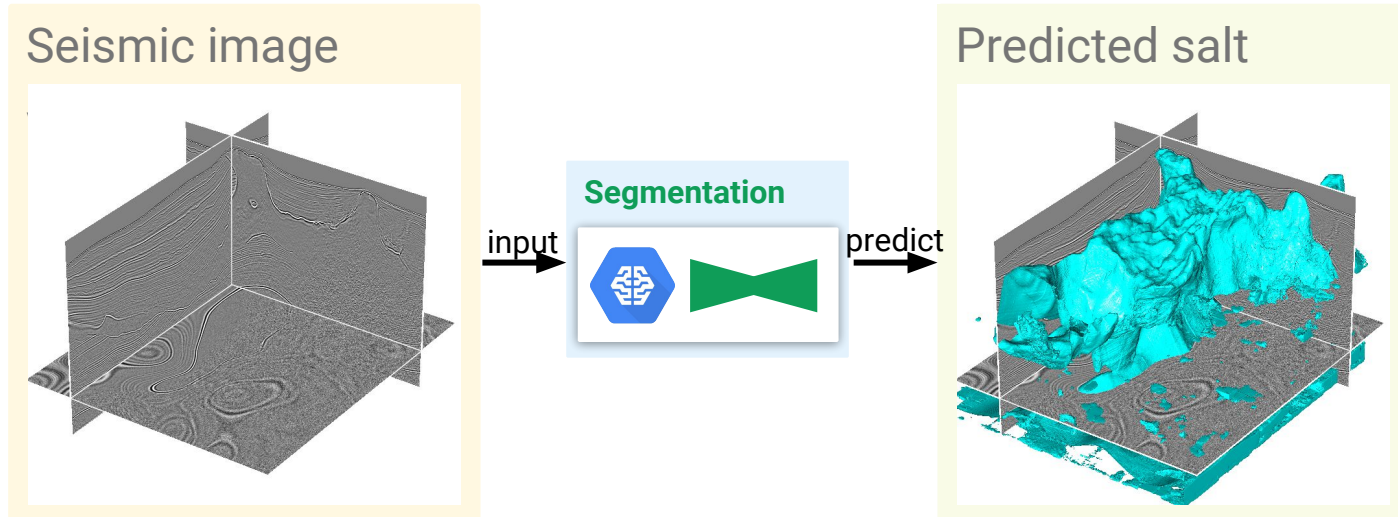 Seismic image
input
Segmentation
predict
Predicted salt